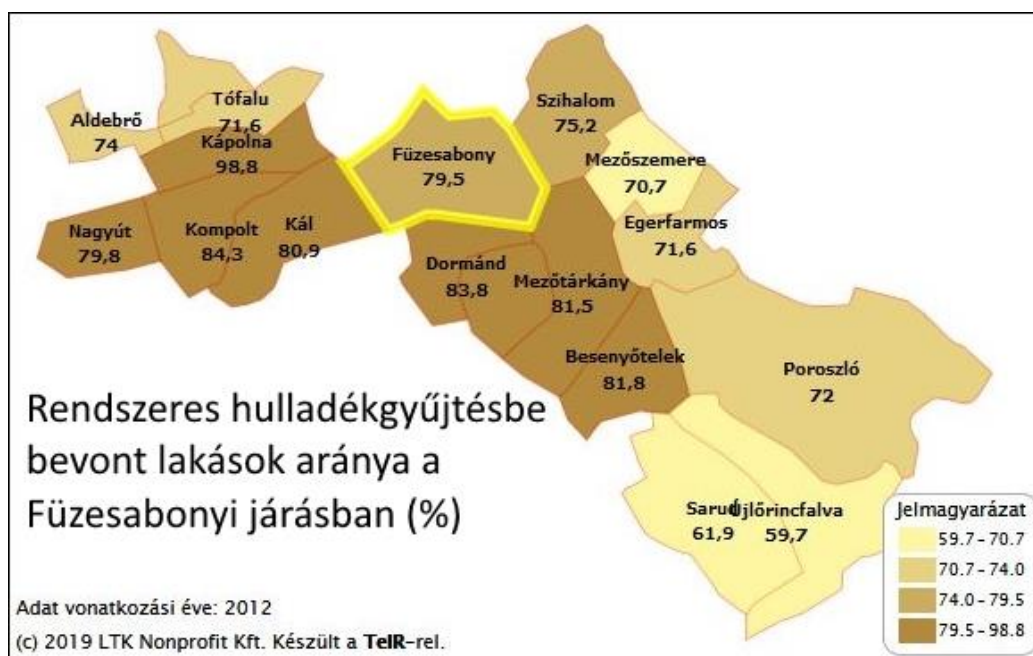 Aldebrő
74
Tófalu
71,6
Kápolna
98,8
Nagyút
79,8
Kompolt
84,3
Kál
80,9
Füzesabony
79,5
Szihalom
75,2
Mezőszemere
70,7
Egerfarmos
71,6
Dormánd
83,8
Mezőtárkány
81,5
Besenyőtelek
81,8
Poroszló
72
Sarud
61,9
Újlőrincfalva
59,7
Rendszeres hulladékgyűjtésbe
bevont lakások aránya a
Füzesabonyi járásban (%)
Adat vonatkozási éve: 2012
(c) 2019 LTK Nonprofit Kft. Készült a TeIR-rel.
Jelmagyarázat
59.7-70.7
70.7-74.0
74.0-79.5
79.5-98.8